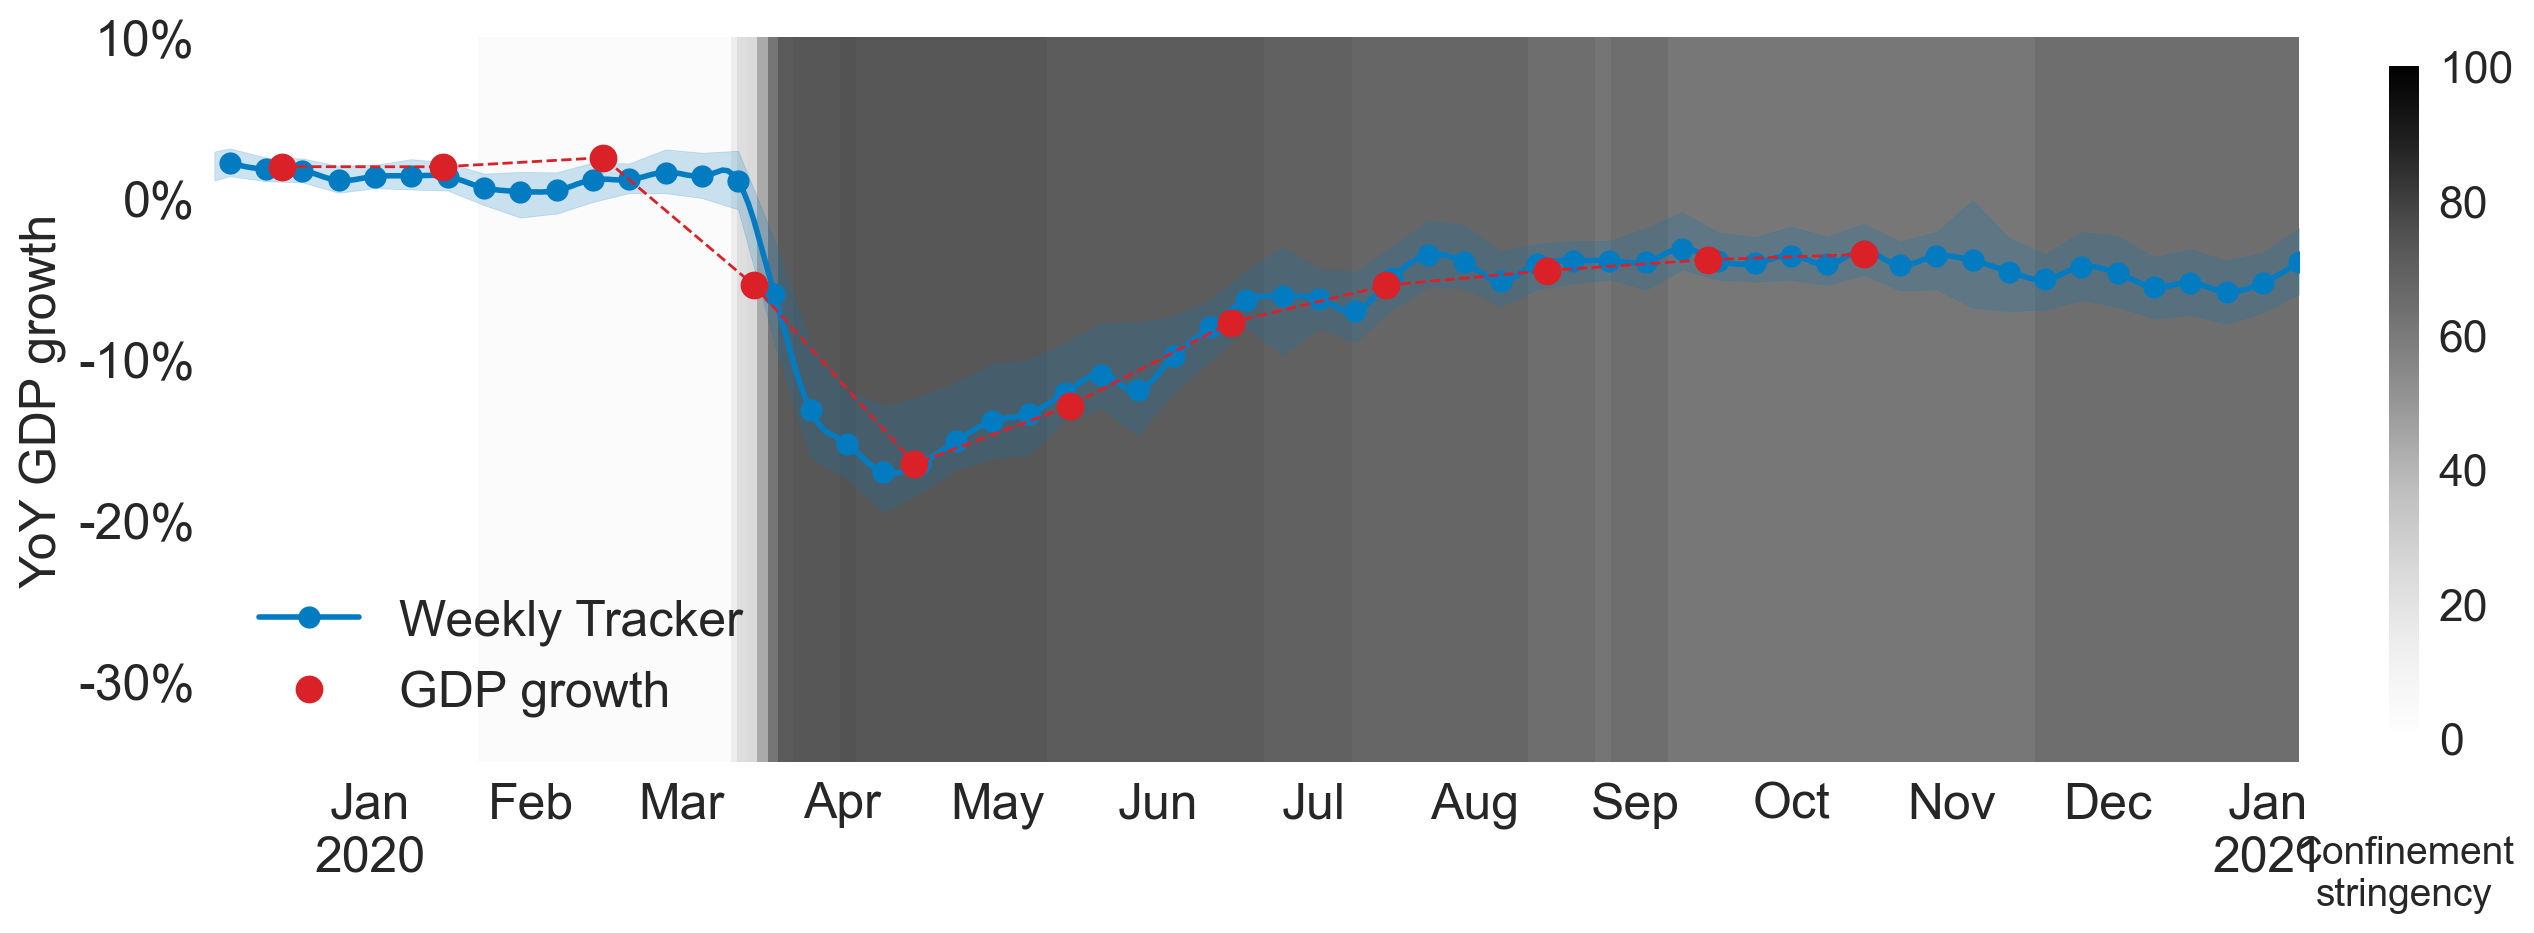 10%
0%
-10%
-20%
-30%
YoY GDP growth
Weekly Tracker
GDP growth
Jan
2020
Feb
Mar
Apr
May
Jun
Jul
Aug
Sep
Oct
Nov
Dec
Jan
2021
100
80
60
40
20
0
Confinement
stringency